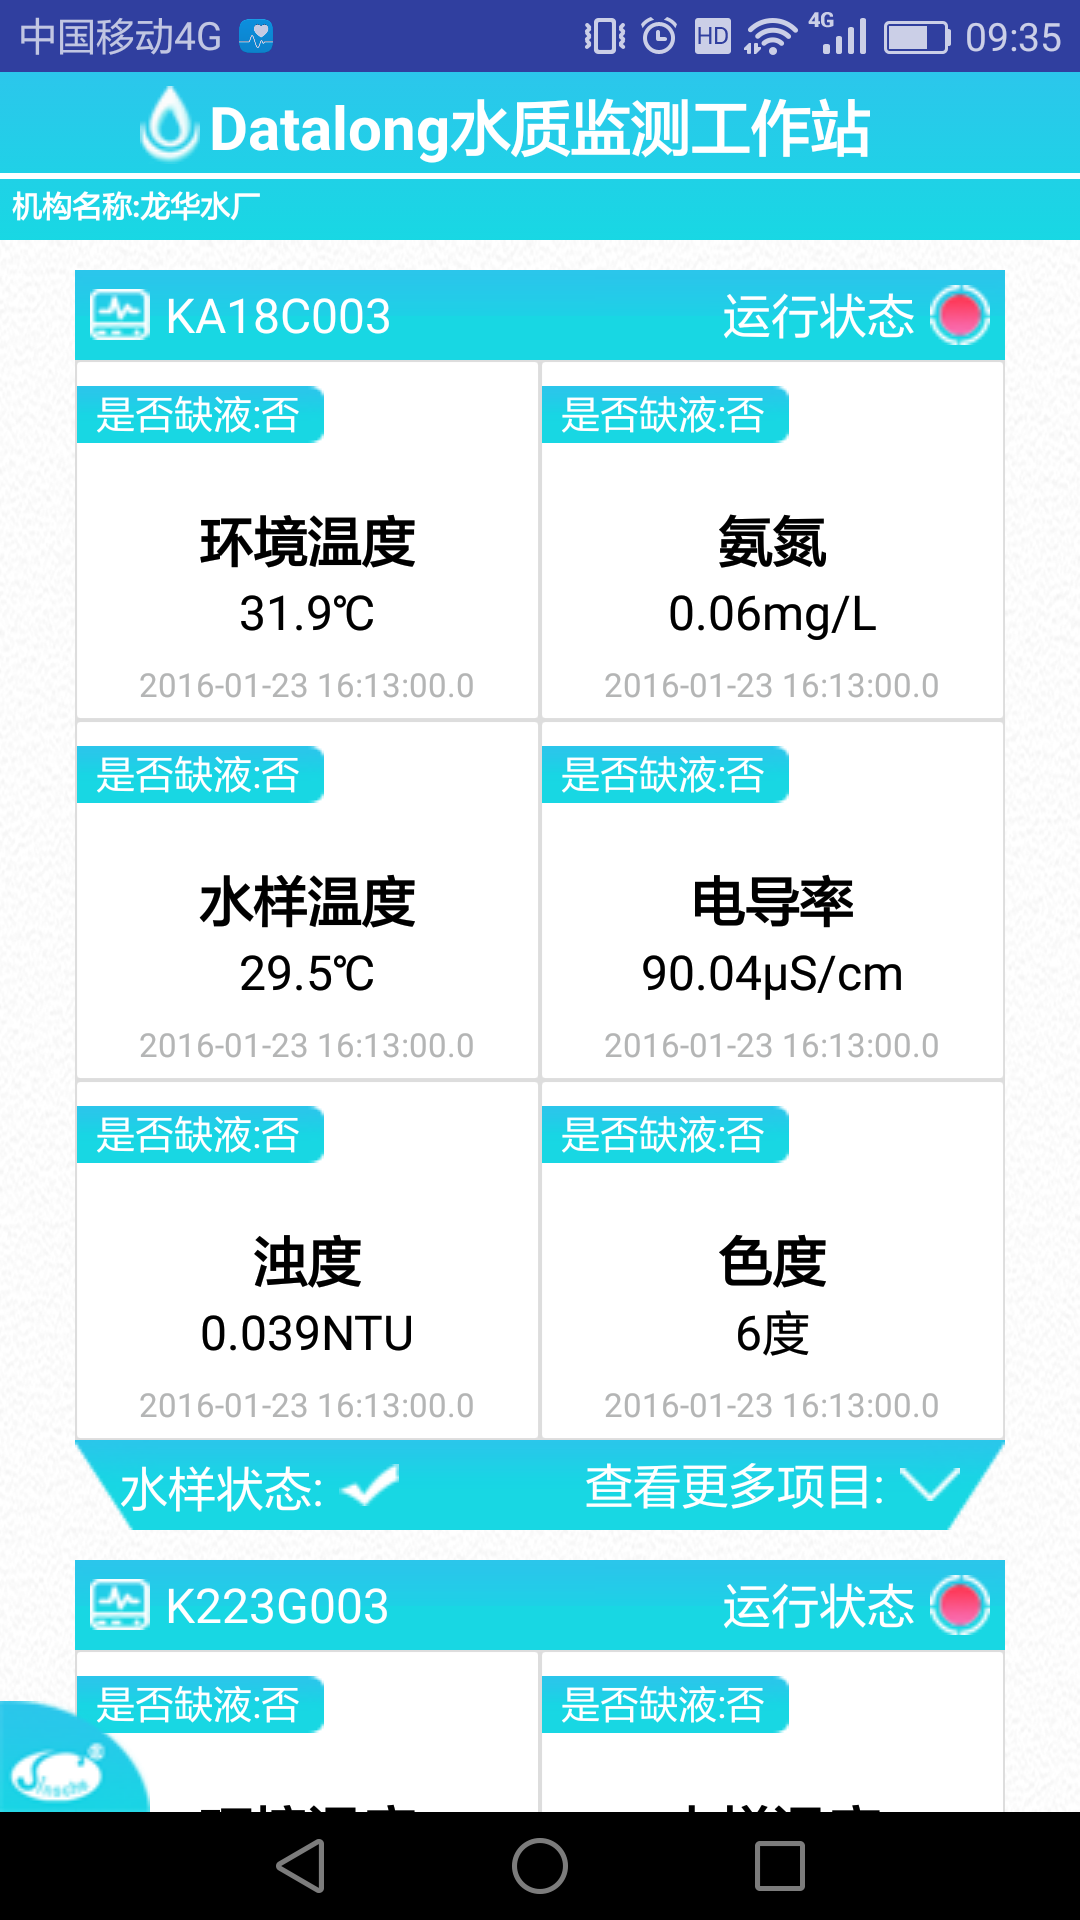 中国移动4G HD 4G 09:35
Datalong水质监测工作站
机构名称:龙华水厂
KA18C003 运行状态
是否缺液:否 是否缺液:否
环境温度 氨氮
31.9℃ 0.06mg/L
2016-01-23 16:13:00.0 2016-01-23 16:13:00.0
是否缺液:否 是否缺液:否
水样温度 电导率
29.5℃ 90.04μS/cm
2016-01-23 16:13:00.0 2016-01-23 16:13:00.0
是否缺液:否 是否缺液:否
浊度 色度
0.039NTU 6度
2016-01-23 16:13:00.0 2016-01-23 16:13:00.0
水样状态: 查看更多项目:
K223G003 运行状态
是否缺液:否 是否缺液:否